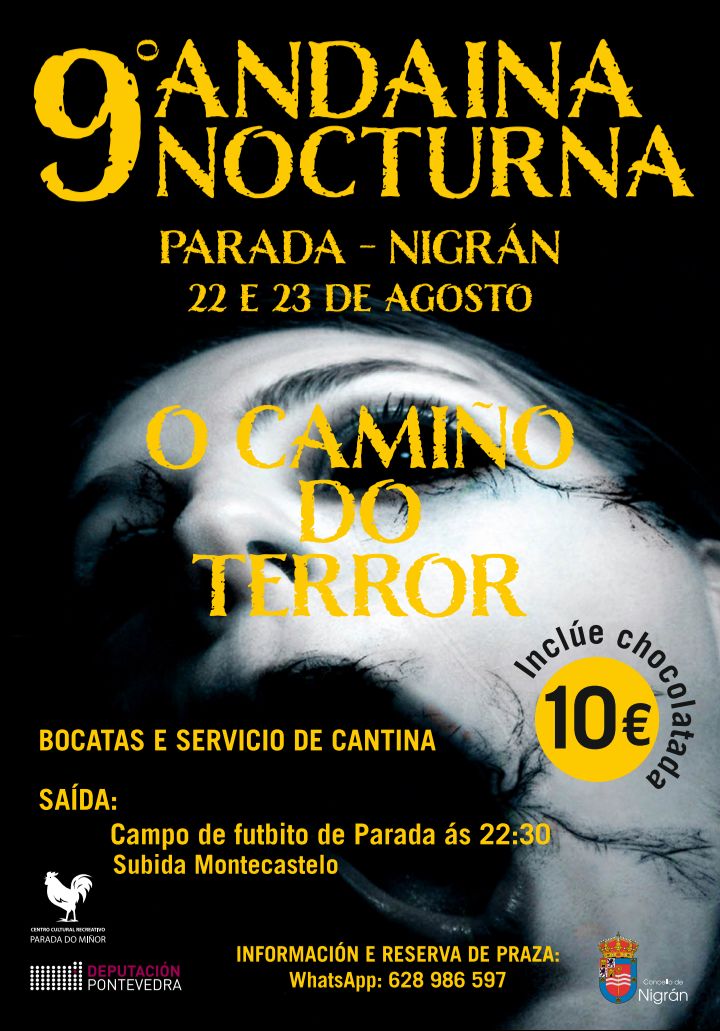 9º ANDAINA
NOCTURNA
PARADA - NIGRÁN
22 E 23 DE AGOSTO
O CAMIÑO
DO
TERROR
Inclúe chocolatada
10€
BOCATAS E SERVICIO DE CANTINA
SAÍDA:
Campo de futbito de Parada ás 22:30
Subida Montecastelo
CENTRO CULTURAL RECREATIVO
PARADA DO MIÑOR
DEPUTACIÓN
PONTEVEDRA
INFORMACIÓN E RESERVA DE PRAZA:
WhatsApp: 628 986 597
Concello de
Nigrán